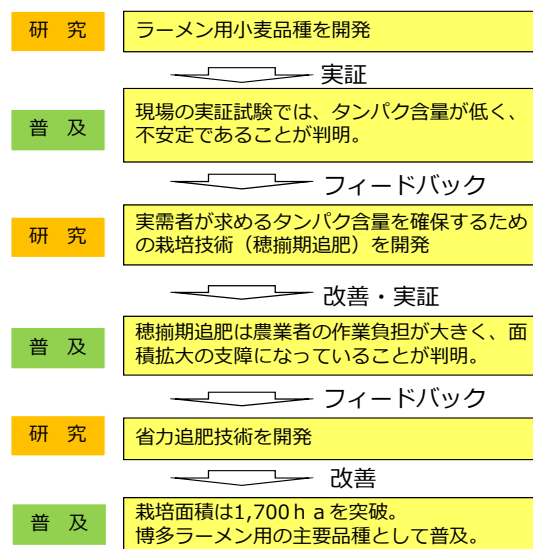 研 究
ラーメン用小麦品種を開発
実証
普 及
現場の実証試験では、タンパク含量が低く、
不安定であることが判明。
フィードバック
研 究
実需者が求めるタンパク含量を確保するため
の栽培技術（穂揃期追肥）を開発
改善・実証
普 及
穂揃期追肥は農業者の作業負担が大きく、面
積拡大の支障になっていることが判明。
フィードバック
研 究
省力追肥技術を開発
改善
普 及
栽培面積は1,700ｈａを突破。
博多ラーメン用の主要品種として普及。